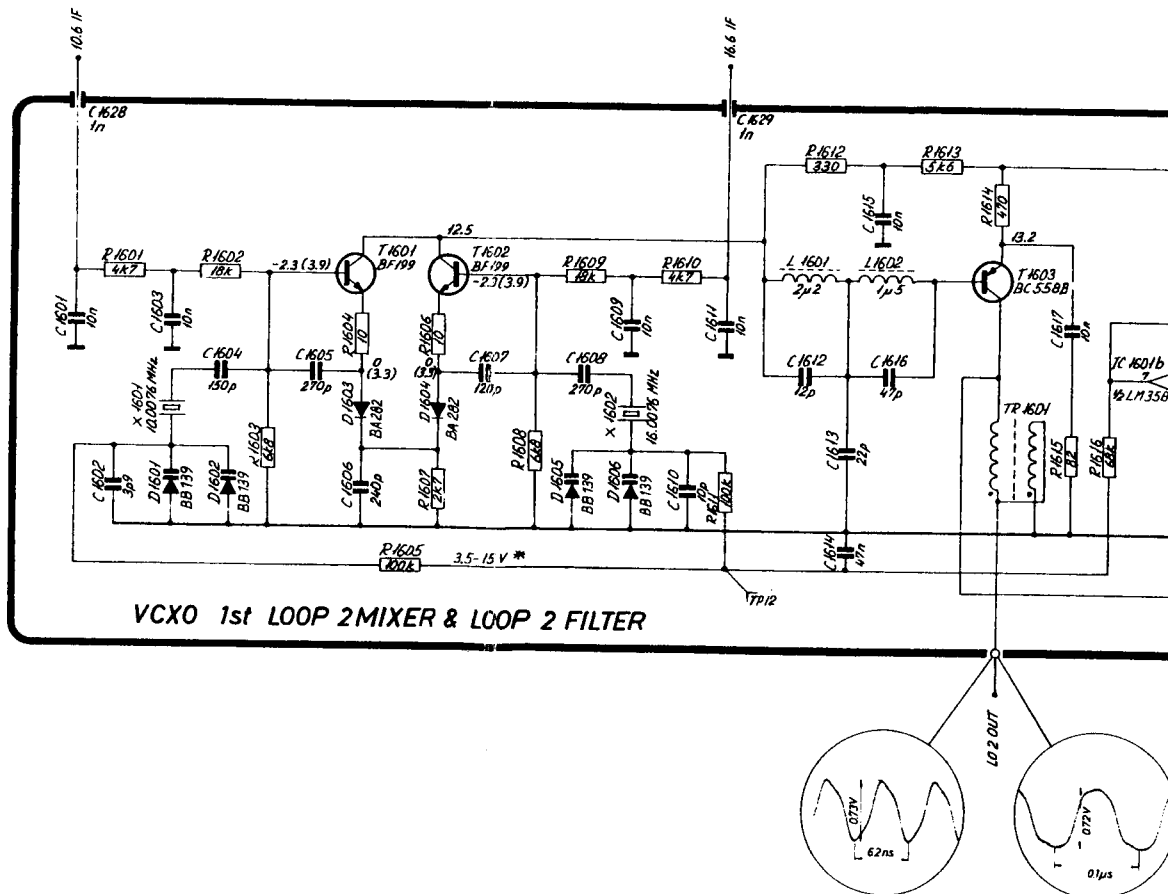 10.6 IF
16.6 IF
C1628
1n
C1629
1n
R1612
330
R1613
5k6
C1615
10n
R1614
470
12.5
13.2
R1601
4k7
R1602
18k
-2.3(3.9)
T1601
BF199
T1602
BF199
-2.3(3.9)
R1609
18k
R1610
4k7
L1601
2µ2
L1602
1µ5
T1603
BC558B
C1601
10n
C1603
10n
R1604
10
R1606
10
C1609
10n
C1611
10n
C1617
10n
C1604
150p
C1605
270p
0
(3.3)
0
(3.3)
C1607
120p
C1608
270p
C1612
12p
C1616
47p
IC1601b
7
½LM358
X1601
10.0076 MHz
D1603
BA282
D1604
BA282
X1602
16.0076 MHz
TR1601
R1603
6k8
R1608
6k8
C1613
22p
R1615
82
R1616
68k
C1602
3p9
D1601
BB139
D1602
BB139
C1606
240p
R1607
2k7
D1605
BB139
D1606
BB139
C1610
10p
R1611
100k
R1605
100k
3.5-15 V *
C1614
47n
TP12
VCXO 1st LOOP 2 MIXER & LOOP 2 FILTER
LO 2 OUT
0.73V
62ns
0.72V
0.1µs